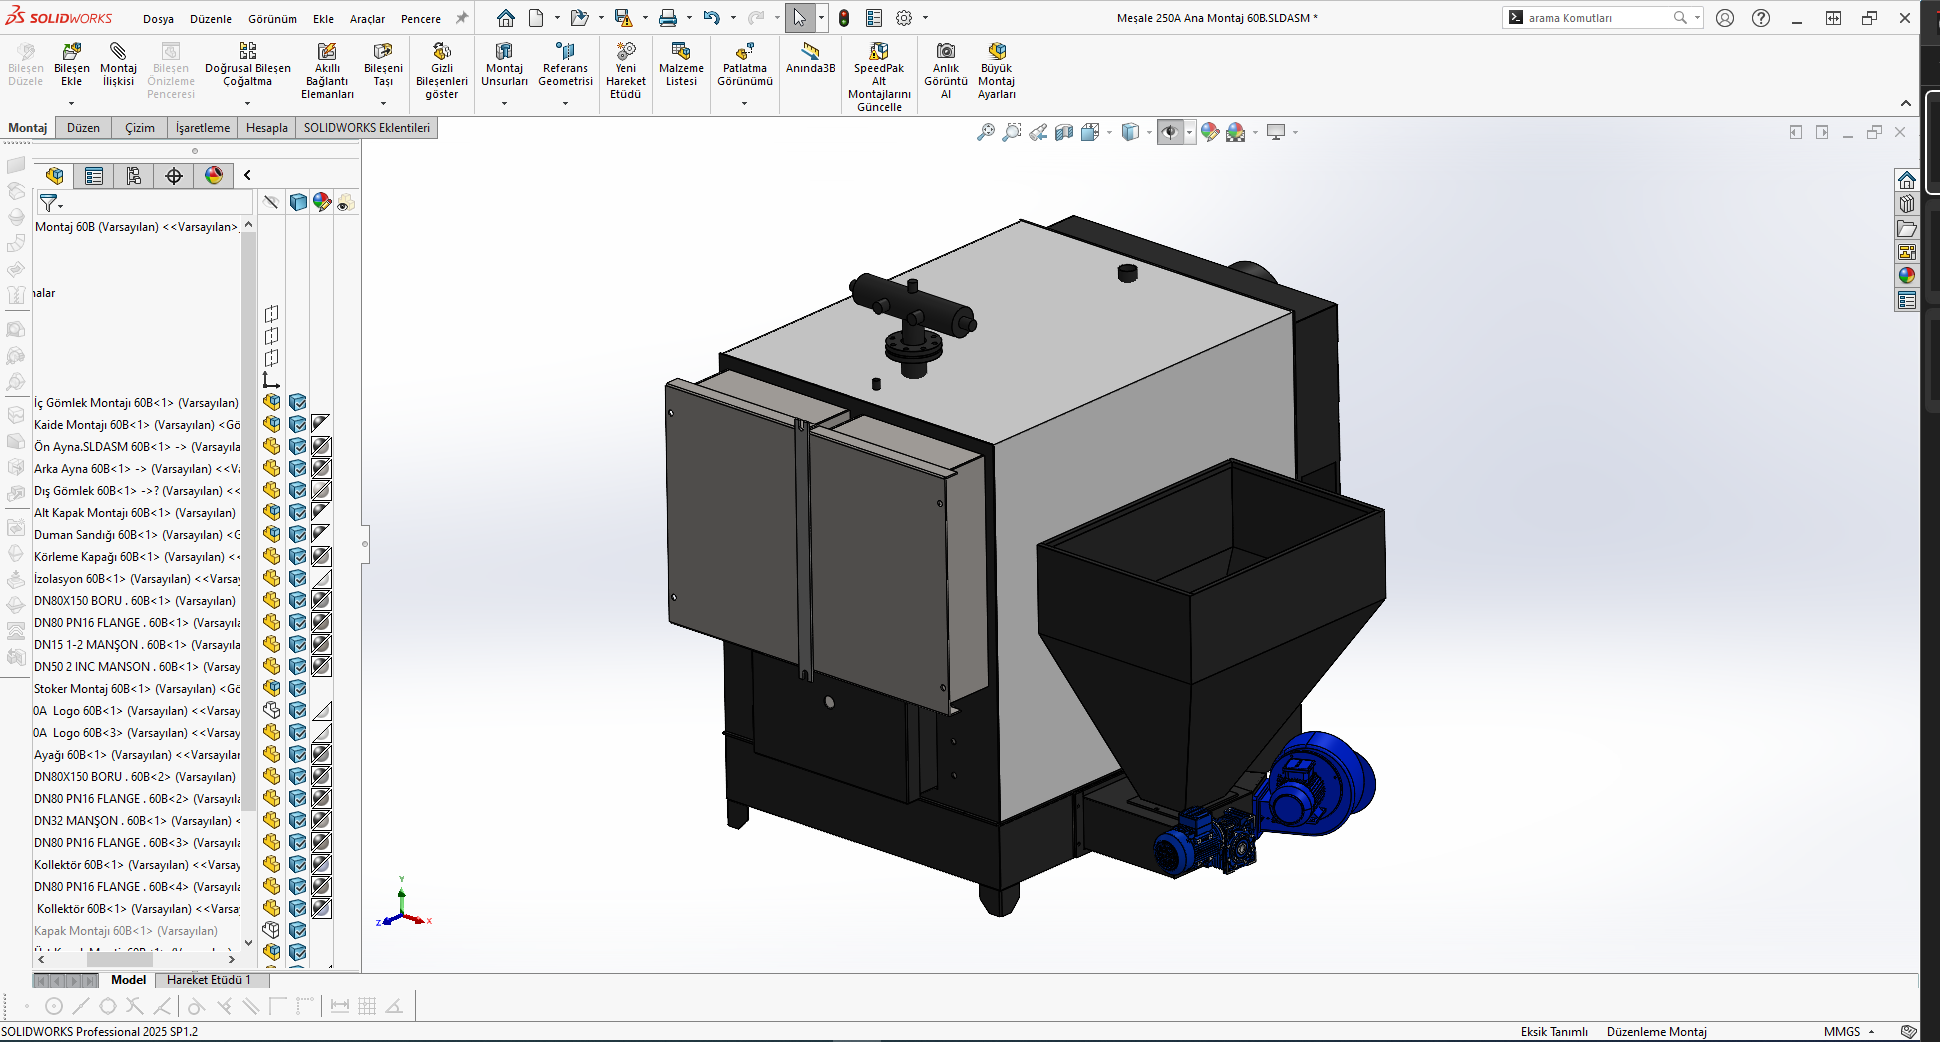 SOLIDWORKS
Dosya
Düzenle
Görünüm
Ekle
Araçlar
Pencere
Meşale 250A Ana Montaj 60B.SLDASM *
arama Komutları
Bileşen Düzele
Bileşen Ekle
Montaj İlişkisi
Bileşen Önizleme Penceresi
Doğrusal Bileşen Çoğaltma
Akıllı Bağlantı Elemanları
Bileşeni Taşı
Gizli Bileşenleri göster
Montaj Unsurları
Referans Geometrisi
Yeni Hareket Etüdü
Malzeme Listesi
Patlatma Görünümü
Anında3B
SpeedPak Alt Montajlarını Güncelle
Anlık Görüntü Al
Büyük Montaj Ayarları
Montaj
Düzen
Çizim
İşaretleme
Hesapla
SOLIDWORKS Eklentileri
Montaj 60B (Varsayılan) <<Varsayılan>
alar
İç Gömlek Montajı 60B<1> (Varsayılan)
Kaide Montajı 60B<1> (Varsayılan) <Gö
Ön Ayna.SLDASM 60B<1> -> (Varsayıla
Arka Ayna 60B<1> -> (Varsayılan) <<Va
Dış Gömlek 60B<1> ->? (Varsayılan) <<
Alt Kapak Montajı 60B<1> (Varsayılan)
Duman Sandığı 60B<1> (Varsayılan) <G
Körleme Kapağı 60B<1> (Varsayılan) <<
İzolasyon 60B<1> (Varsayılan) <<Varsay
DN80X150 BORU . 60B<1> (Varsayılan)
DN80 PN16 FLANGE . 60B<1> (Varsayıla
DN15 1-2 MANŞON . 60B<1> (Varsayıla
DN50 2 INC MANSON . 60B<1> (Varsay
Stoker Montaj 60B<1> (Varsayılan) <Gö
0A Logo 60B<1> (Varsayılan) <<Varsay
0A Logo 60B<3> (Varsayılan) <<Varsay
Ayağı 60B<1> (Varsayılan) <<Varsayılar
DN80X150 BORU . 60B<2> (Varsayılan)
DN80 PN16 FLANGE . 60B<2> (Varsayıla
DN32 MANŞON . 60B<1> (Varsayılan) <
DN80 PN16 FLANGE . 60B<3> (Varsayıla
Kollektör 60B<1> (Varsayılan) <<Varsay
DN80 PN16 FLANGE . 60B<4> (Varsayıla
Kollektör 60B<1> (Varsayılan) <<Varsa
Kapak Montajı 60B<1> (Varsayılan)
Y
Z
X
Model
Hareket Etüdü 1
SOLIDWORKS Professional 2025 SP1.2
Eksik Tanımlı
Düzenleme Montaj
MMGS